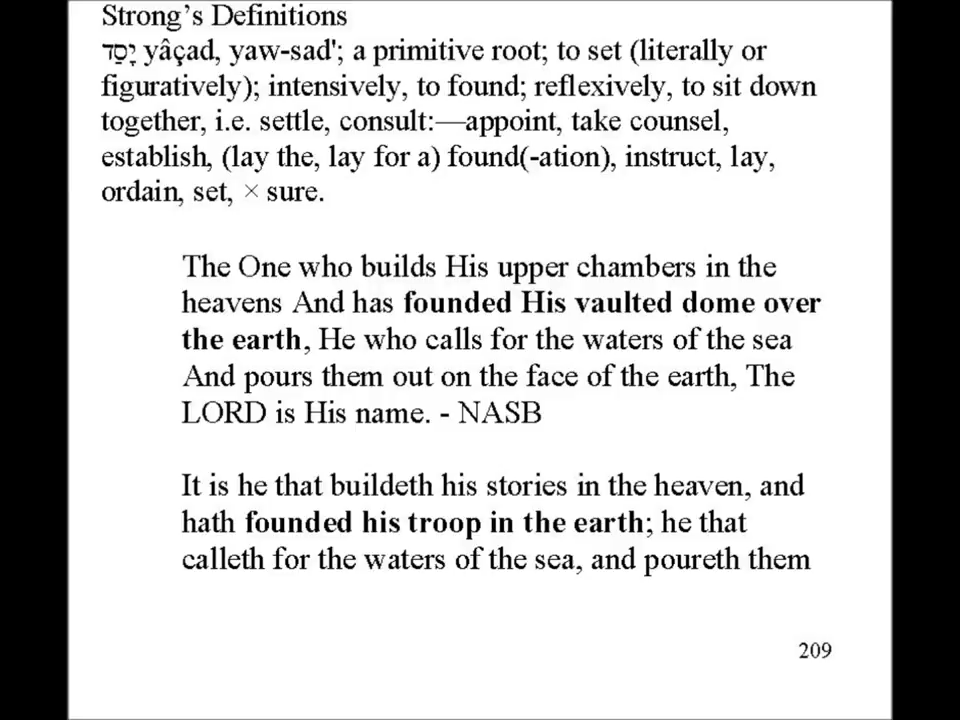 Strong’s Definitions
יָסַד yâçad, yaw-sad'; a primitive root; to set (literally or
figuratively); intensively, to found; reflexively, to sit down
together, i.e. settle, consult:—appoint, take counsel,
establish, (lay the, lay for a) found(-ation), instruct, lay,
ordain, set, × sure.
The One who builds His upper chambers in the
heavens And has founded His vaulted dome over
the earth, He who calls for the waters of the sea
And pours them out on the face of the earth, The
LORD is His name. - NASB
It is he that buildeth his stories in the heaven, and
hath founded his troop in the earth; he that
calleth for the waters of the sea, and poureth them
209